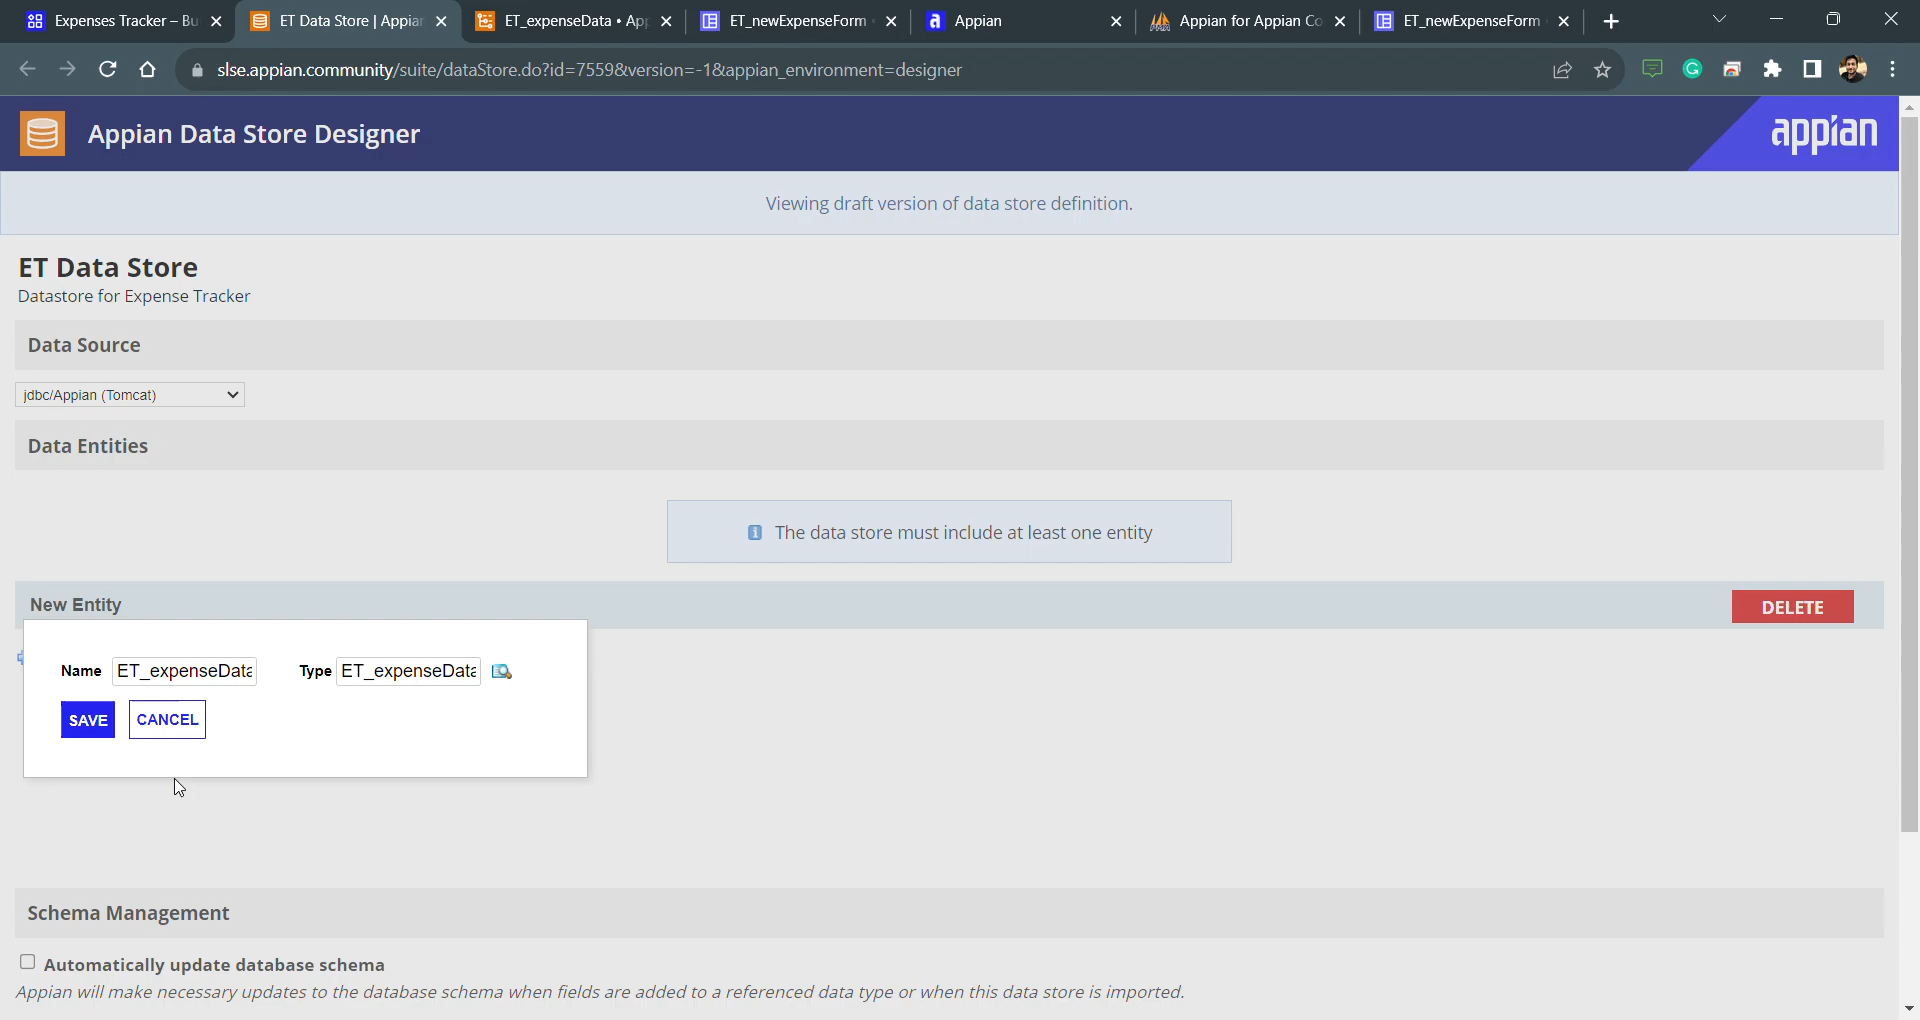 Expenses Tracker – Bu
ET Data Store | Appian
ET_expenseData • Ap
ET_newExpenseForm
Appian
Appian for Appian Co
ET_newExpenseForm
slse.appian.community/suite/dataStore.do?id=7559&version=-1&appian_environment=designer
Appian Data Store Designer
appian
Viewing draft version of data store definition.
ET Data Store
Datastore for Expense Tracker
Data Source
jdbc/Appian (Tomcat)
Data Entities
The data store must include at least one entity
New Entity
DELETE
Name ET_expenseData Type ET_expenseData
SAVE CANCEL
Schema Management
Automatically update database schema
Appian will make necessary updates to the database schema when fields are added to a referenced data type or when this data store is imported.